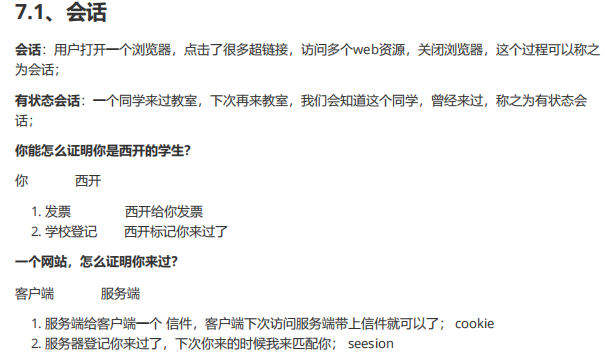 7.1、会话
会话：用户打开一个浏览器，点击了很多超链接，访问多个web资源，关闭浏览器，这个过程可以称之
为会话；
有状态会话：一个同学来过教室，下次再来教室，我们会知道这个同学，曾经来过，称之为有状态会
话；
你能怎么证明你是西开的学生？
你 西开
1. 发票 西开给你发票
2. 学校登记 西开标记你来过了
一个网站，怎么证明你来过？
客户端 服务端
1. 服务端给客户端一个 信件，客户端下次访问服务端带上信件就可以了； cookie
2. 服务器登记你来过了，下次你来的时候我来匹配你； seesion